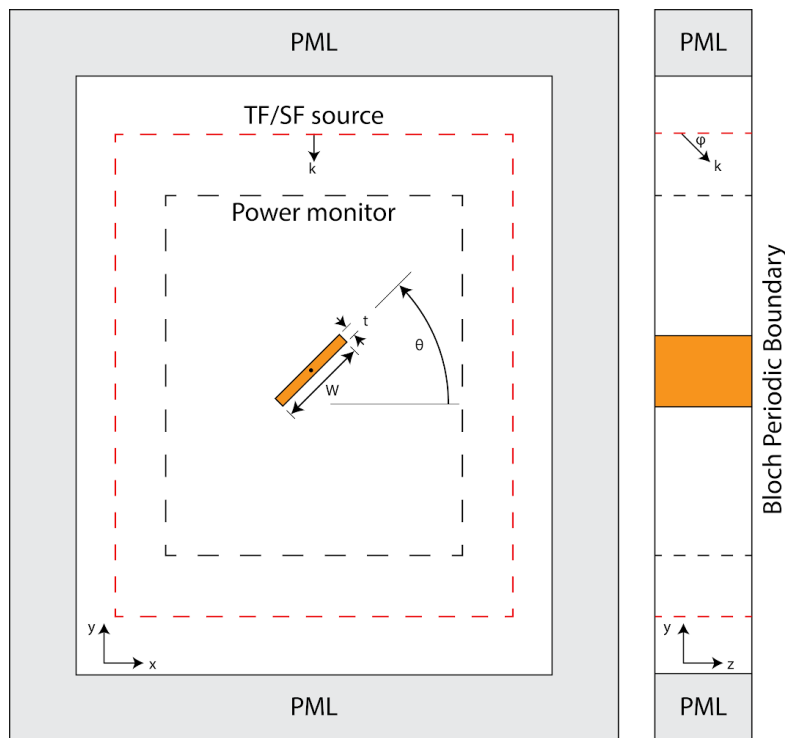 PML
TF/SF source
k
Power monitor
t
θ
W
y
x
PML
PML
φ
k
Bloch Periodic Boundary
y
z
PML